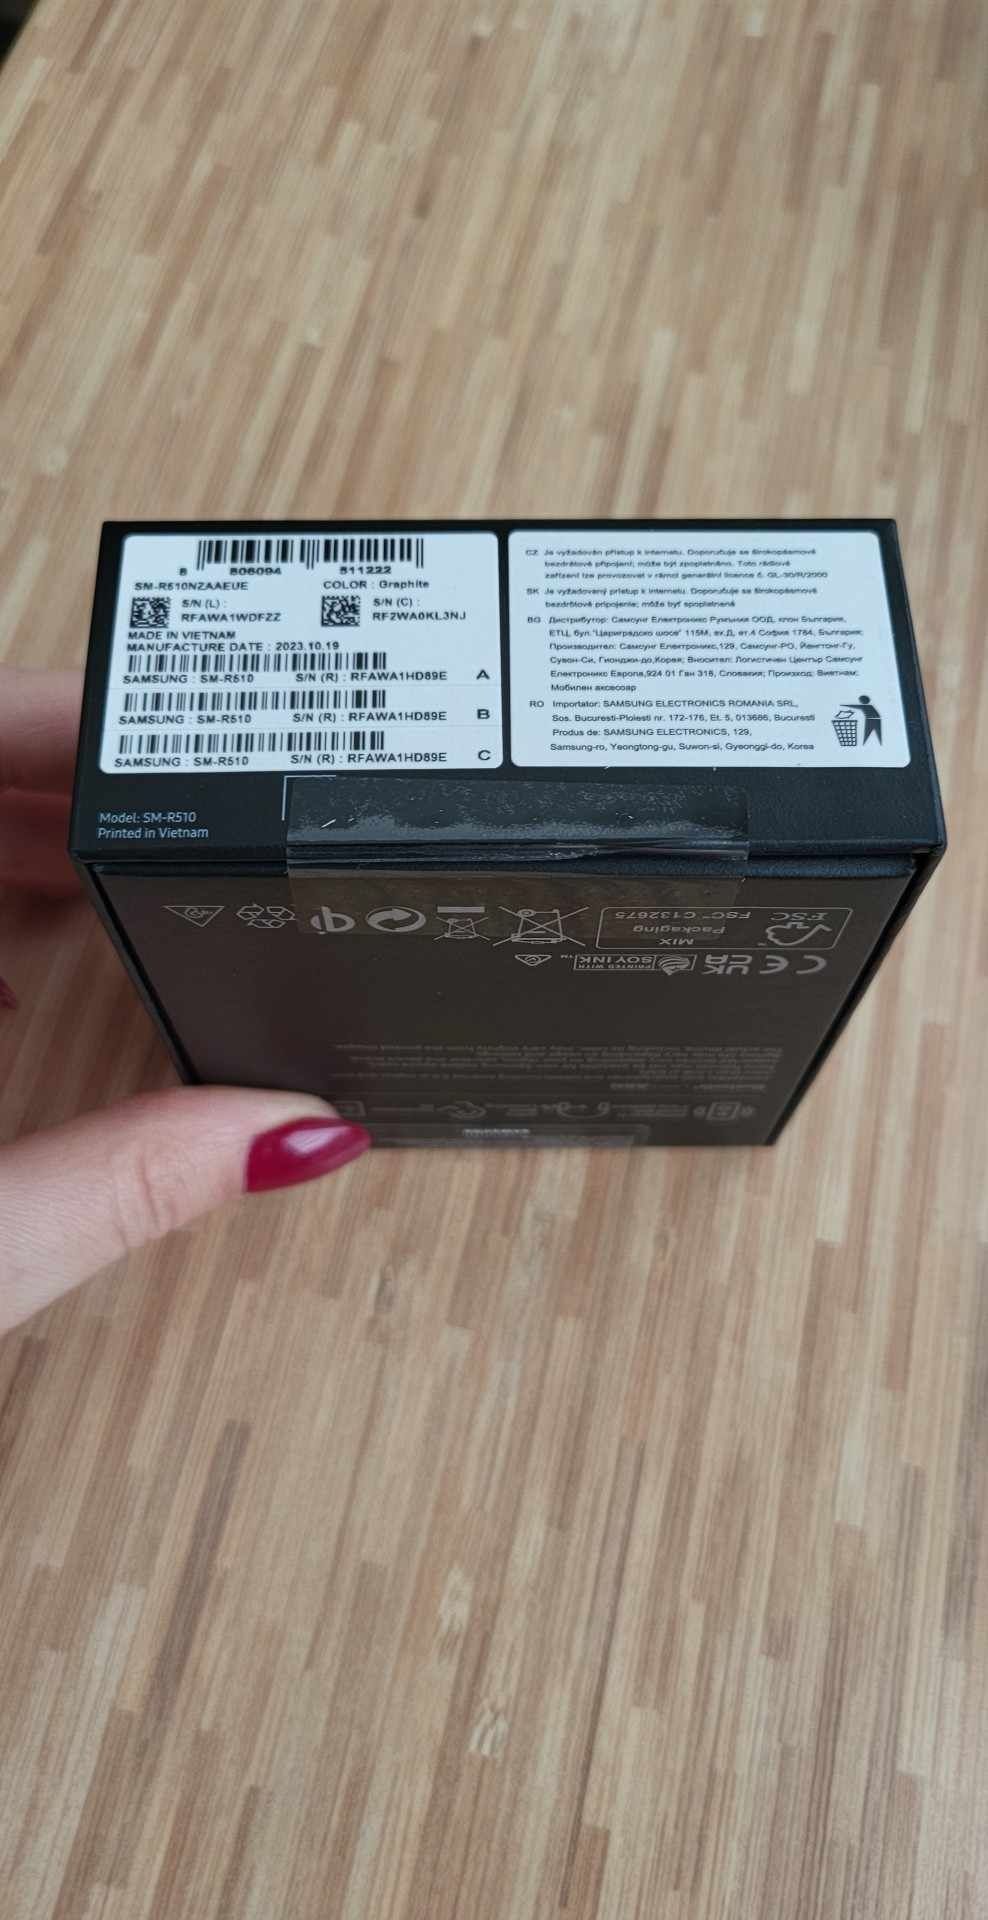 8 806094 511222
SM-R510NZAAEUE COLOR : Graphite
S/N (L) : S/N (C) :
RFAWA1WDFZZ RF2WA0KL3NJ
MADE IN VIETNAM
MANUFACTURE DATE : 2023.10.19
SAMSUNG : SM-R510 S/N (R) : RFAWA1HD89E A
SAMSUNG : SM-R510 S/N (R) : RFAWA1HD89E B
SAMSUNG : SM-R510 S/N (R) : RFAWA1HD89E C
CZ Je vyžadován přístup k internetu. Doporučuje se širokopásmové
bezdrátové připojení; může být zpoplatněno. Toto rádiové
zařízení lze provozovat v rámci generální licence č. GL-30/R/2000
SK Je vyžadovaný prístup k internetu. Doporučuje se širokopásmové
bezdrôtové pripojenie; môže byť spoplatnené
BG Дистрибутор: Самсунг Електроникс Румъния ООД, клон България,
ЕТЦ, бул."Цариградско шосе" 115М, вх.Д, ет.4 София 1784, България;
Производител: Самсунг Електроникс,129, Самсунг-РО, Йенгтонг-Гу,
Сувон-Си, Гионджи-до,Корея; Вносител: Логистичен Център Самсунг
Електроникс Европа,924 01 Гań 316, Словакия; Произход: Виетнам;
Мобилен аксесоар
RO Importator: SAMSUNG ELECTRONICS ROMANIA SRL,
Sos. Bucuresti-Ploiesti nr. 172-176, Et. 5, 013686, Bucuresti
Produs de: SAMSUNG ELECTRONICS, 129,
Samsung-ro, Yeongtong-gu, Suwon-si, Gyeonggi-do, Korea
Model: SM-R510
Printed in Vietnam
FSC
MIX
Packaging
FSC™ C132675
CE UKCA PRINTED WITH SOY INK™